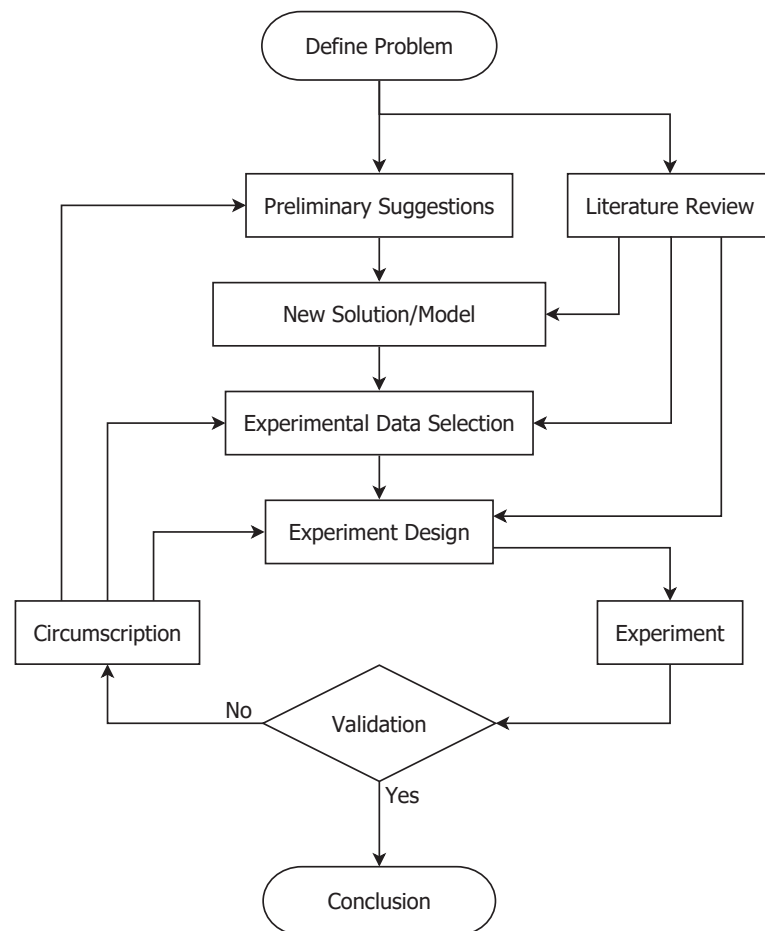 Define Problem
Preliminary Suggestions
Literature Review
New Solution/Model
Experimental Data Selection
Experiment Design
Circumscription
Experiment
No
Validation
Yes
Conclusion